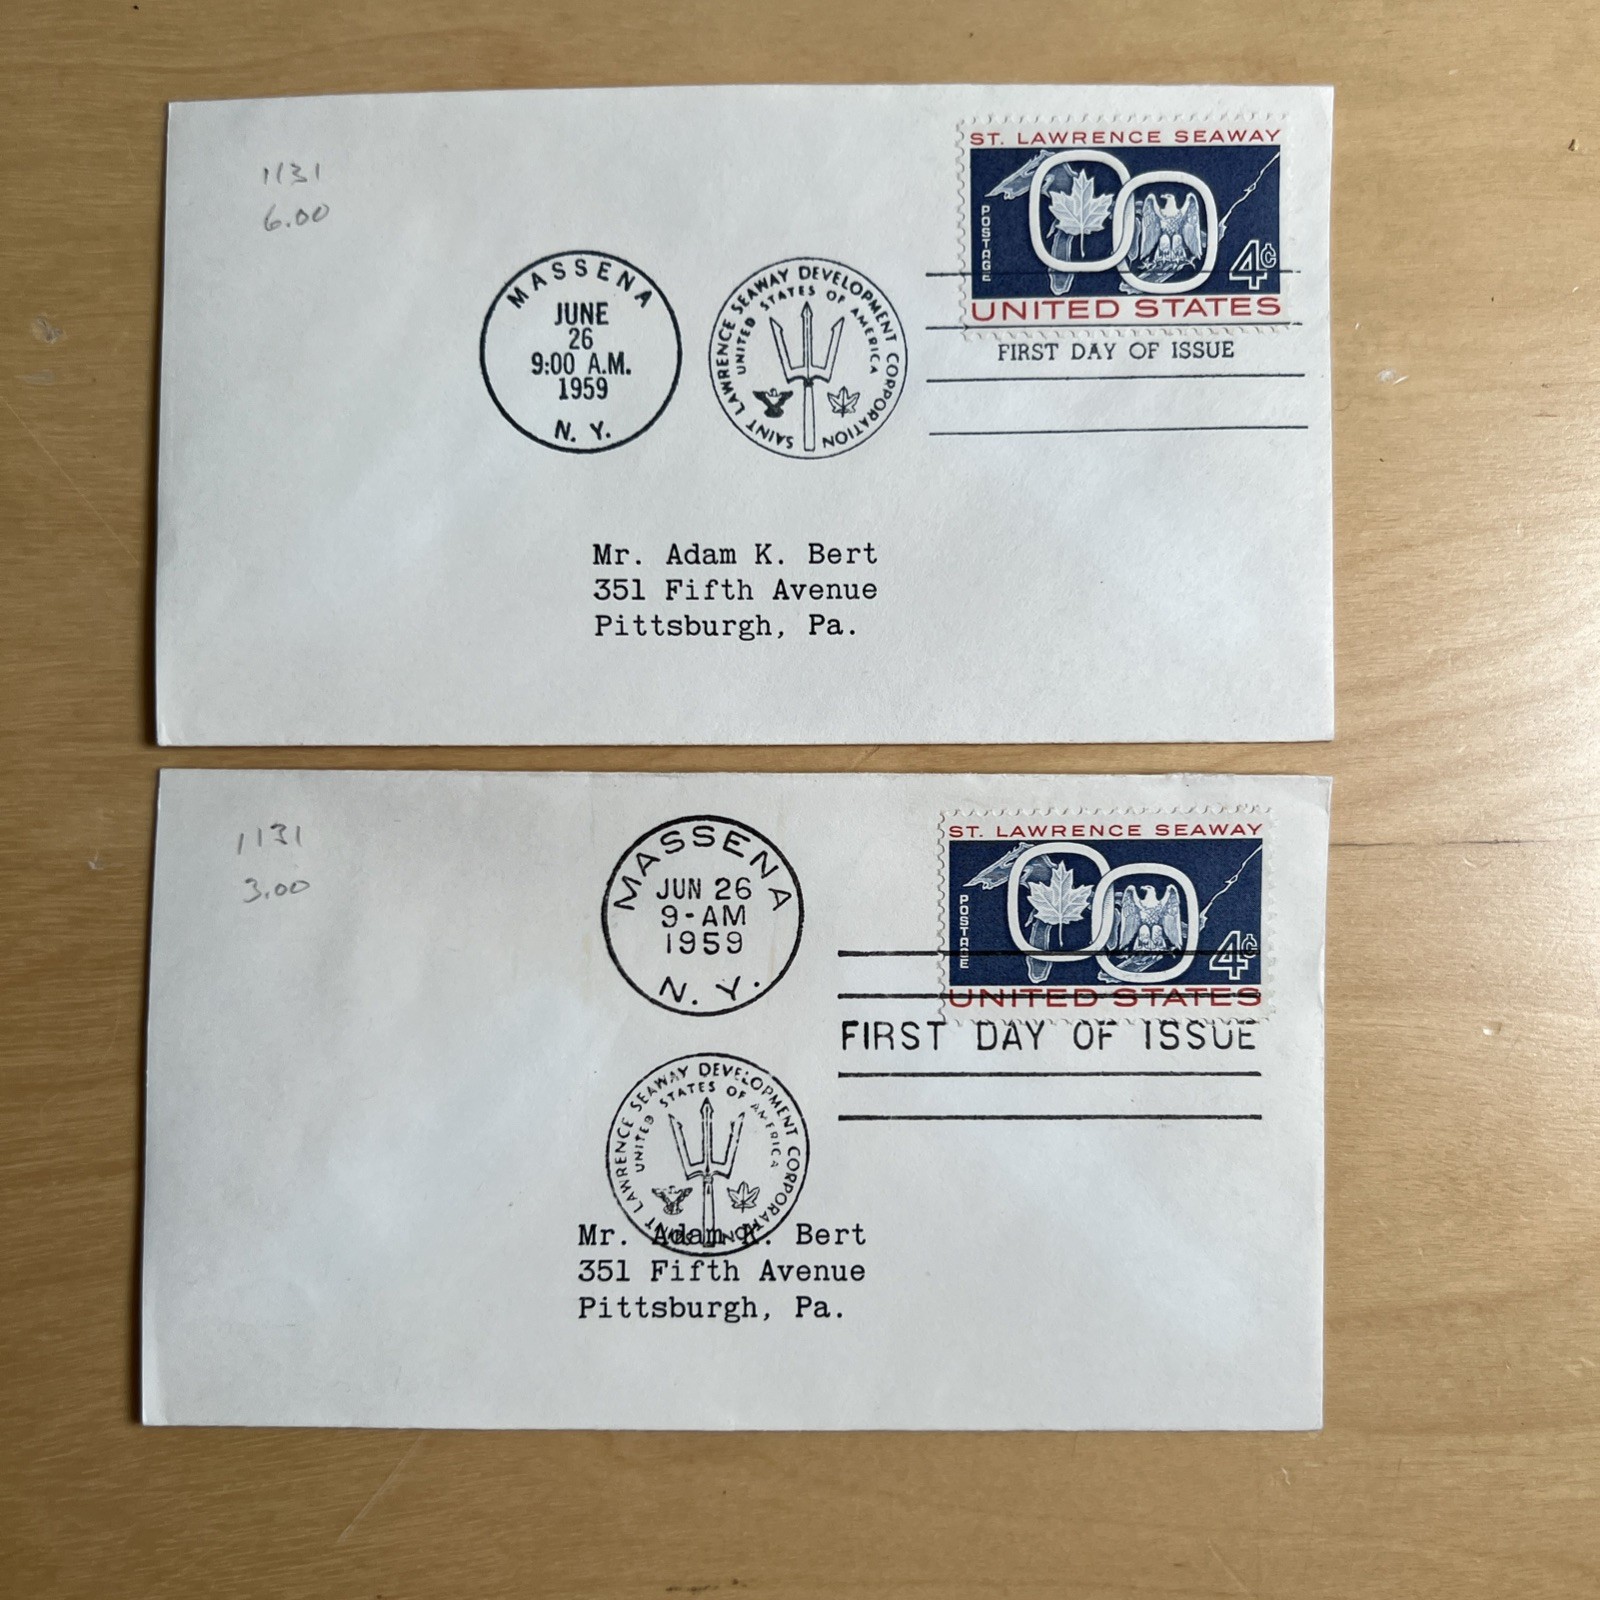 1131
6.00
ST. LAWRENCE SEAWAY
POSTAGE
4¢
UNITED STATES
MASSENA
JUNE
26
9:00 A.M.
1959
N. Y.
SAINT LAWRENCE SEAWAY DEVELOPMENT CORPORATION
UNITED STATES OF AMERICA
FIRST DAY OF ISSUE
Mr. Adam K. Bert
351 Fifth Avenue
Pittsburgh, Pa.
1131
3.00
ST. LAWRENCE SEAWAY
POSTAGE
4¢
UNITED STATES
MASSENA
JUN 26
9-AM
1959
N. Y.
FIRST DAY OF ISSUE
SAINT LAWRENCE SEAWAY DEVELOPMENT CORPORATION
UNITED STATES OF AMERICA
Mr. Adam K. Bert
351 Fifth Avenue
Pittsburgh, Pa.